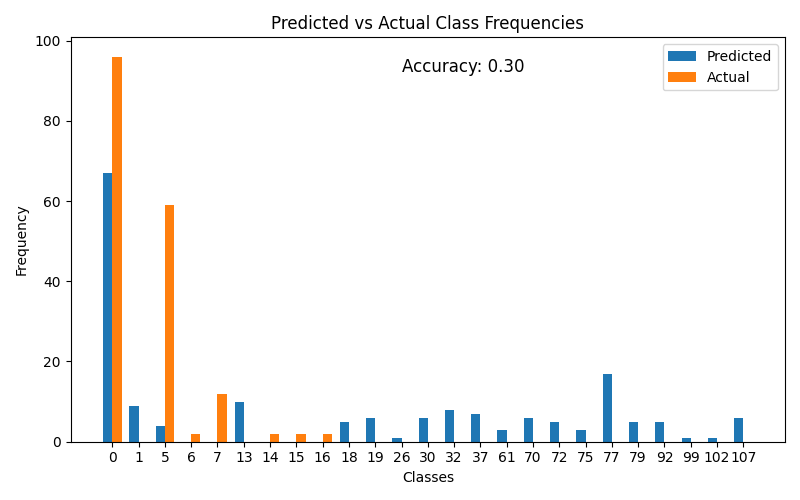 Predicted vs Actual Class Frequencies
100
80
60
40
20
0
Frequency
Accuracy: 0.30
Predicted
Actual
0 1 5 6 7 13 14 15 16 18 19 26 30 32 37 61 70 72 75 77 79 92 99 102 107
Classes